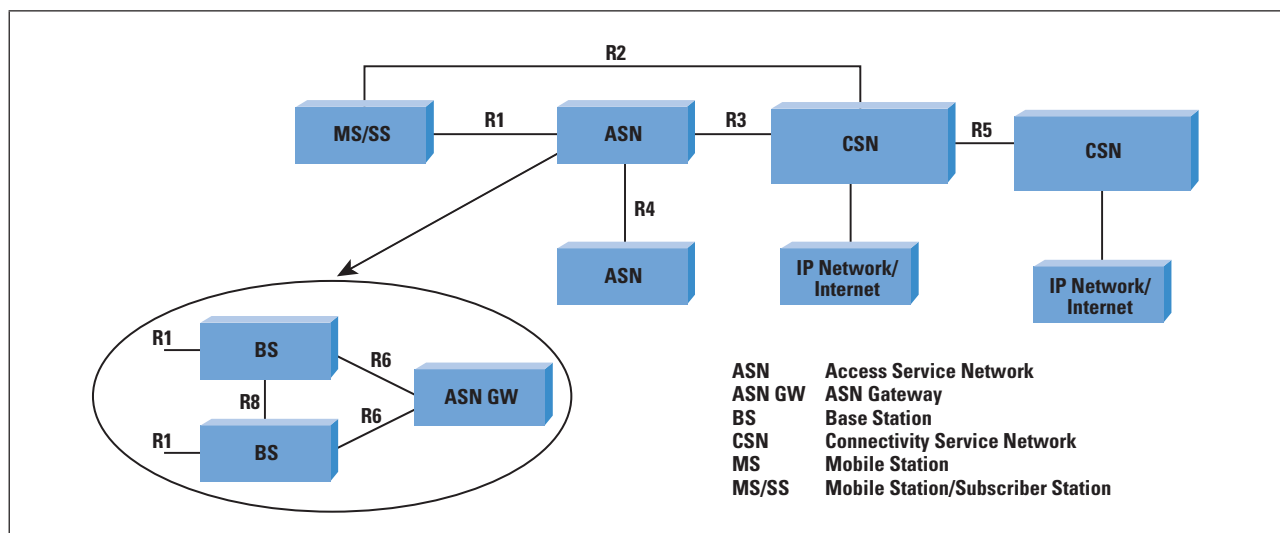 R2
MS/SS
R1
ASN
R3
CSN
R5
CSN
R4
ASN
IP Network/
Internet
IP Network/
Internet
R1
BS
R6
ASN GW
R8
R6
R1
BS
ASN Access Service Network
ASN GW ASN Gateway
BS Base Station
CSN Connectivity Service Network
MS Mobile Station
MS/SS Mobile Station/Subscriber Station